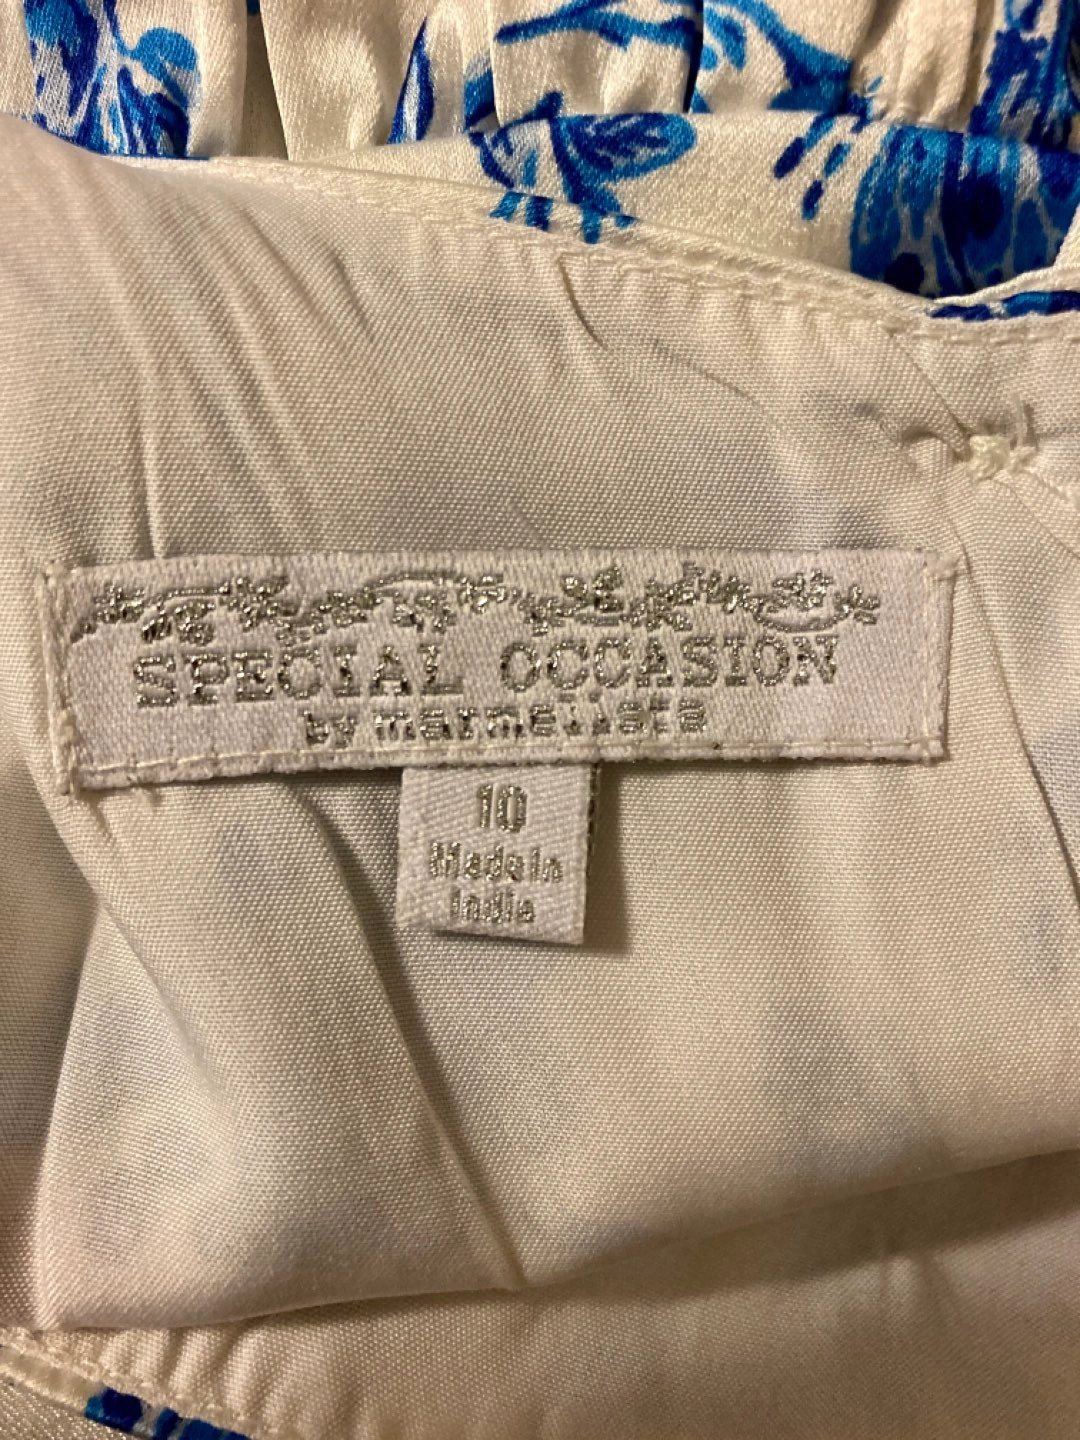 SPECIAL OCCASION
by marmellata
10
Made in
India